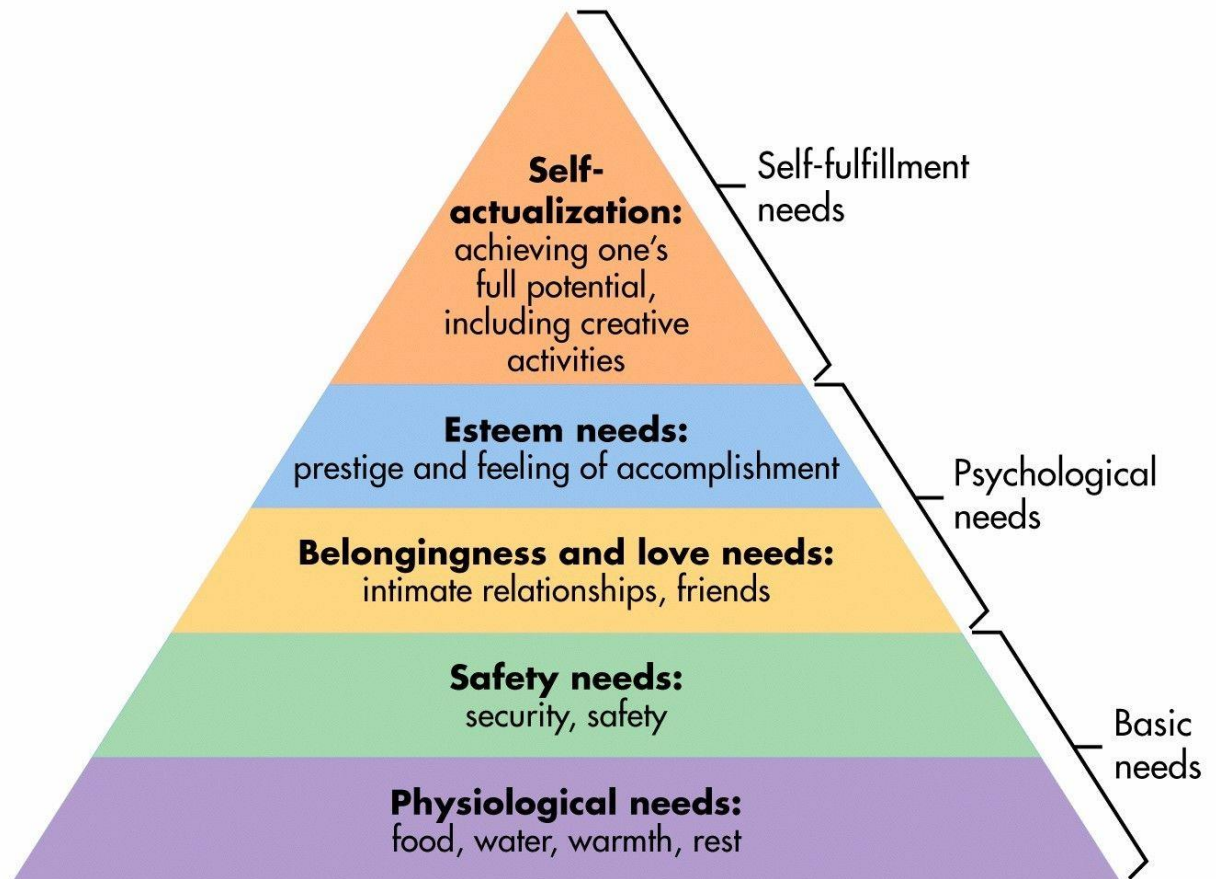 Self-
actualization:
achieving one's
full potential,
including creative
activities
Self-fulfillment
needs
Esteem needs:
prestige and feeling of accomplishment
Belongingness and love needs:
intimate relationships, friends
Psychological
needs
Safety needs:
security, safety
Physiological needs:
food, water, warmth, rest
Basic
needs